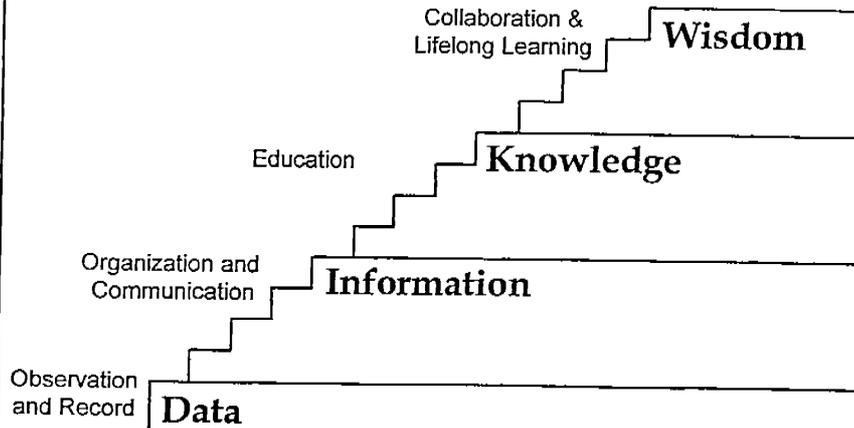 Collaboration &
Lifelong Learning
Wisdom
Education
Knowledge
Organization and
Communication
Information
Observation
and Record
Data